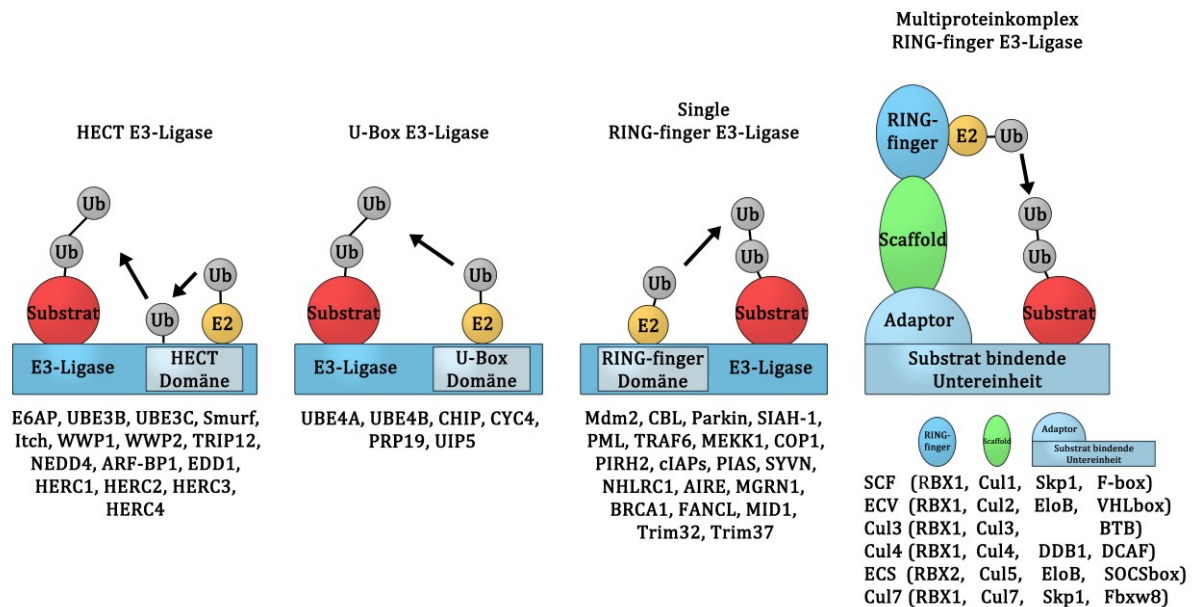 HECT E3-Ligase
Ub
Ub
Substrat
Ub
Ub
E2
E3-Ligase
HECT
Domäne
E6AP, UBE3B, UBE3C, Smurf,
Itch, WWP1, WWP2, TRIP12,
NEDD4, ARF-BP1, EDD1,
HERC1, HERC2, HERC3,
HERC4
U-Box E3-Ligase
Ub
Ub
Substrat
Ub
E2
E3-Ligase
U-Box
Domäne
UBE4A, UBE4B, CHIP, CYC4,
PRP19, UIP5
Single
RING-finger E3-Ligase
Ub
Ub
Ub
E2
Substrat
RING-finger
Domäne
E3-Ligase
Mdm2, CBL, Parkin, SIAH-1,
PML, TRAF6, MEKK1, COP1,
PIRH2, cIAPs, PIAS, SYVN,
NHLRC1, AIRE, MGRN1,
BRCA1, FANCL, MID1,
Trim32, Trim37
Multiproteinkomplex
RING-finger E3-Ligase
RING-
finger
E2
Ub
Ub
Ub
Scaffold
Substrat
Adaptor
Substrat bindende
Untereinheit
RING-
finger
Scaffold
Adaptor
Substrat bindende
Untereinheit
SCF (RBX1, Cul1, Skp1, F-box)
ECV (RBX1, Cul2, EloB, VHLbox)
Cul3 (RBX1, Cul3, BTB)
Cul4 (RBX1, Cul4, DDB1, DCAF)
ECS (RBX2, Cul5, EloB, SOCSbox)
Cul7 (RBX1, Cul7, Skp1, Fbxw8)